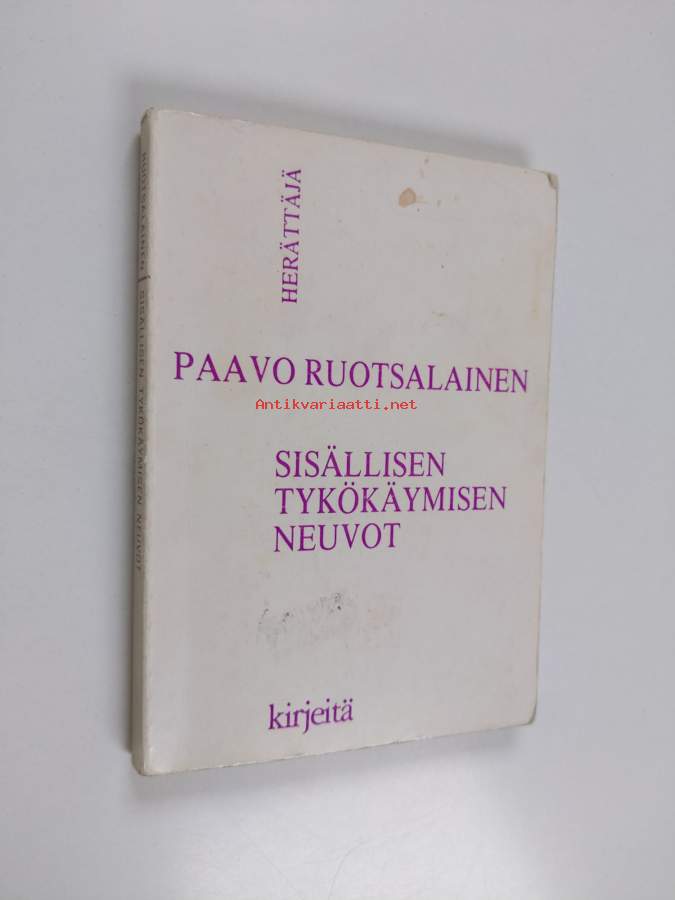 HERÄTTÄJÄ
PAAVO RUOTSALAINEN
Antikvariaatti.net
SISÄLLISEN
TYKÖKÄYMISEN
NEUVOT
kirjeitä
RUOTSALAINEN / SISÄLLISEN TYKÖKÄYMISEN NEUVOT